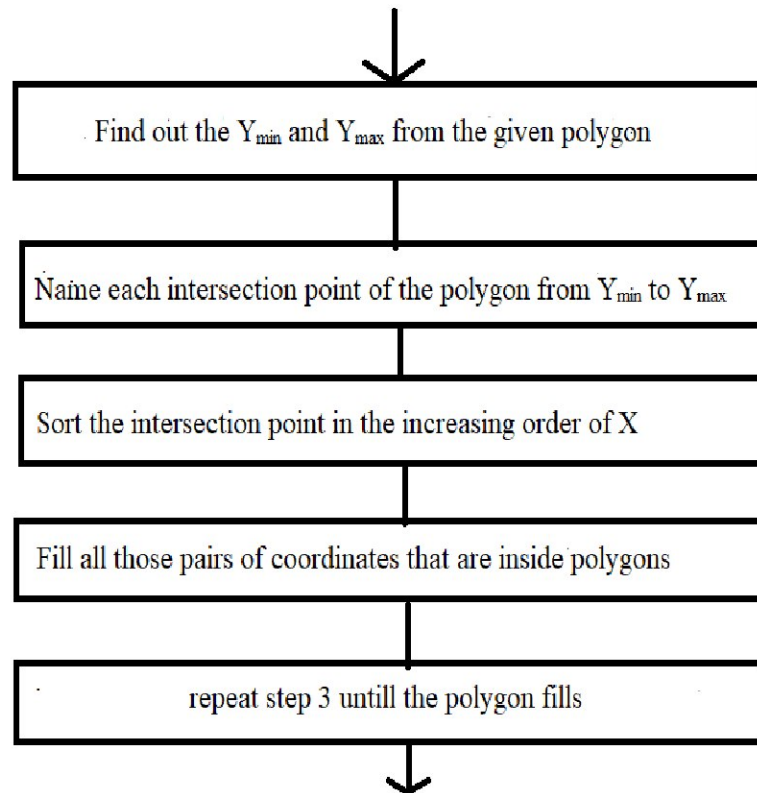 Find out the Ymin and Ymax from the given polygon
Name each intersection point of the polygon from Ymin to Ymax
Sort the intersection point in the increasing order of X
Fill all those pairs of coordinates that are inside polygons
repeat step 3 untill the polygon fills